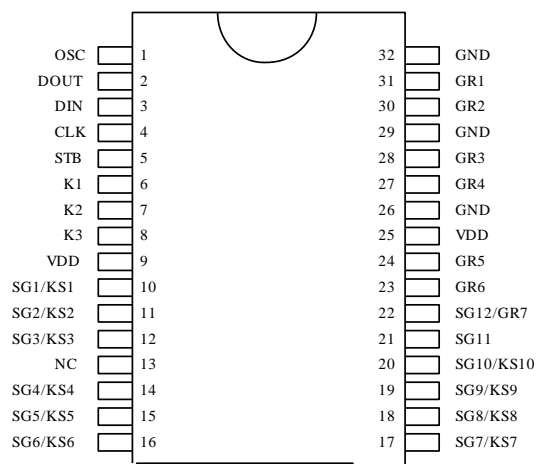 OSC 1 32 GND
DOUT 2 31 GR1
DIN 3 30 GR2
CLK 4 29 GND
STB 5 28 GR3
K1 6 27 GR4
K2 7 26 GND
K3 8 25 VDD
VDD 9 24 GR5
SG1/KS1 10 23 GR6
SG2/KS2 11 22 SG12/GR7
SG3/KS3 12 21 SG11
NC 13 20 SG10/KS10
SG4/KS4 14 19 SG9/KS9
SG5/KS5 15 18 SG8/KS8
SG6/KS6 16 17 SG7/KS7